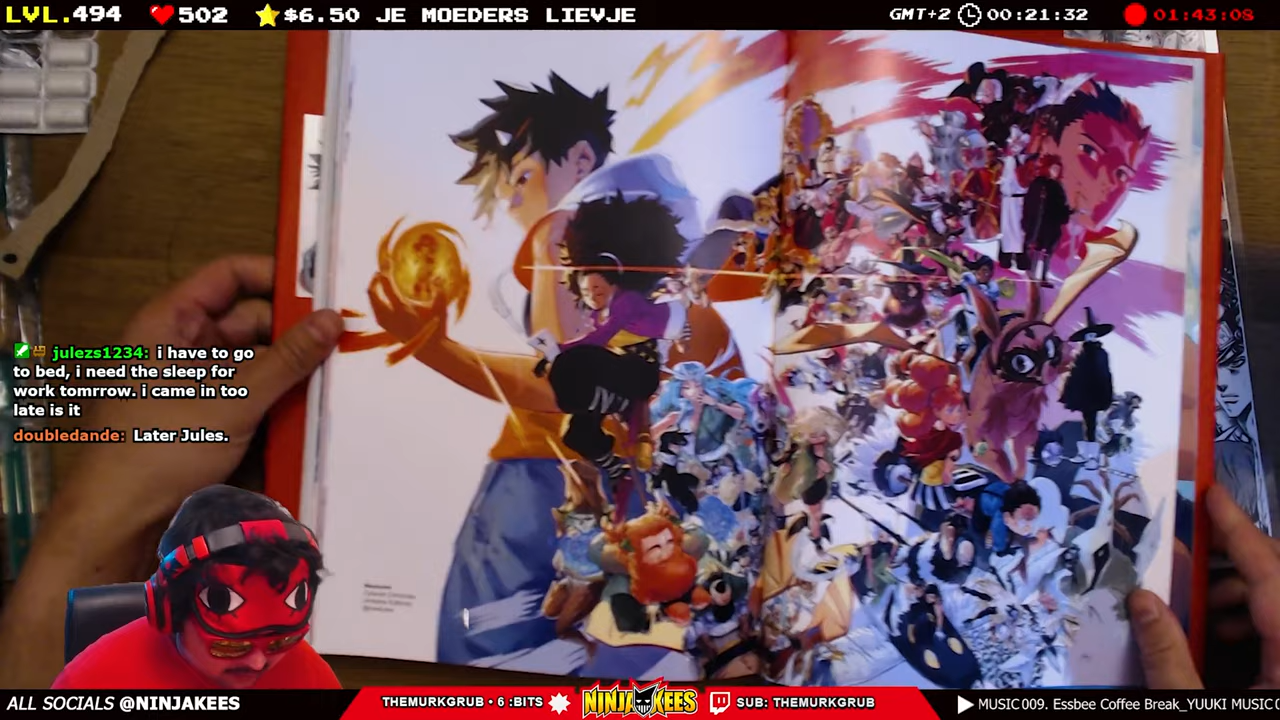 LVL.494 502 $6.50 JE MOEDERS LIEVJE GMT+2 00:21:32 01:43:08
julezs1234: i have to go
to bed, i need the sleep for
work tomrrow. i came in too
late is it
doubledande: Later Jules.
ALL SOCIALS @NINJAKEES THEMURKGRUB • 6 :BITS NINJAKEES SUB: THEMURKGRUB MUSIC 009. Essbee Coffee Break_YUUKI MUSIC